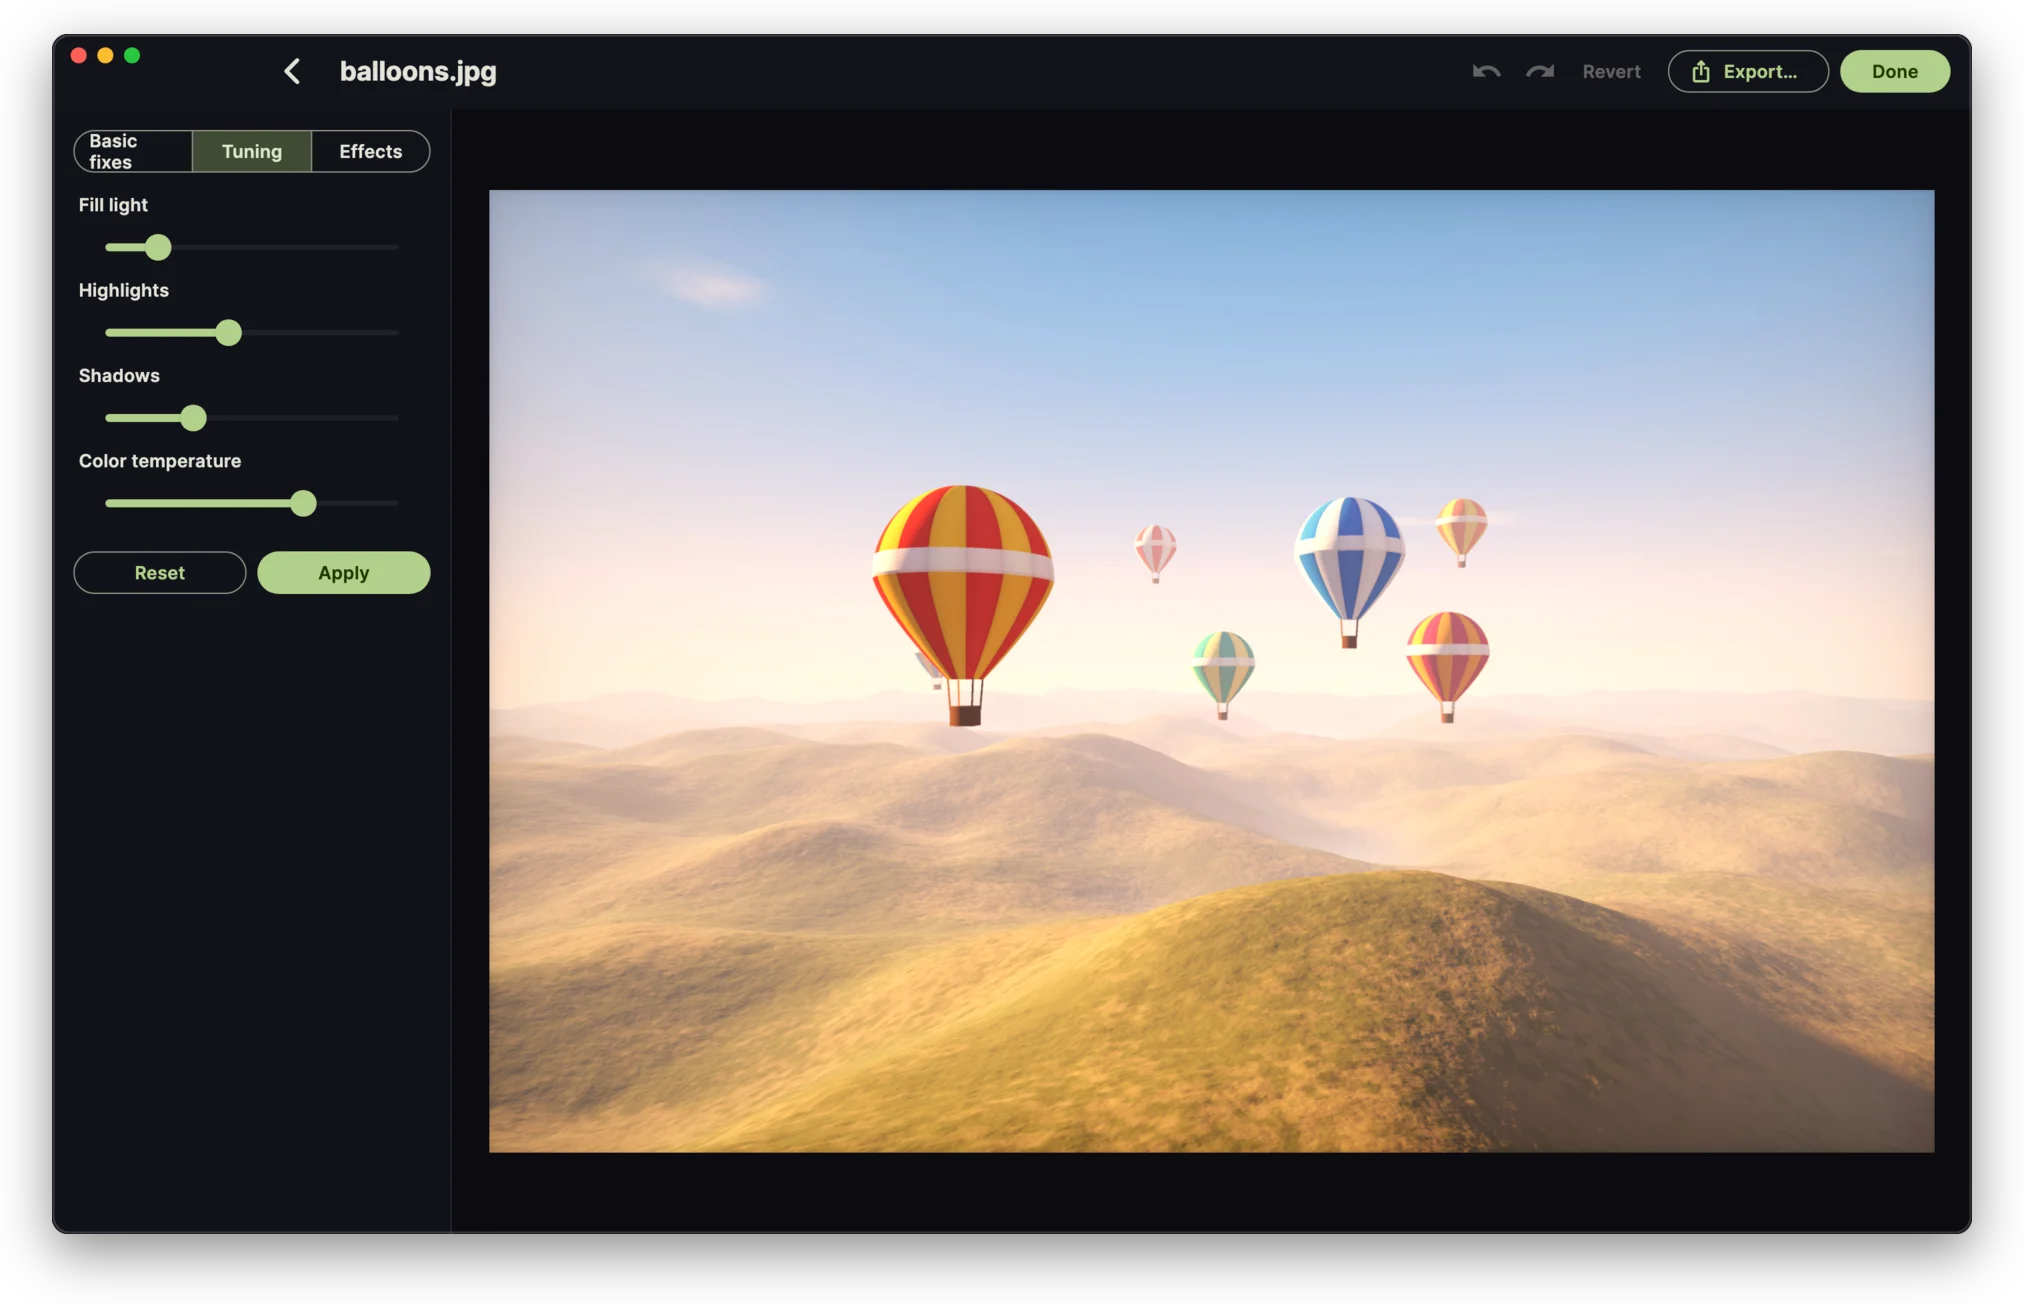 balloons.jpg
Revert
Export...
Done
Basic
fixes
Tuning
Effects
Fill light
Highlights
Shadows
Color temperature
Reset
Apply